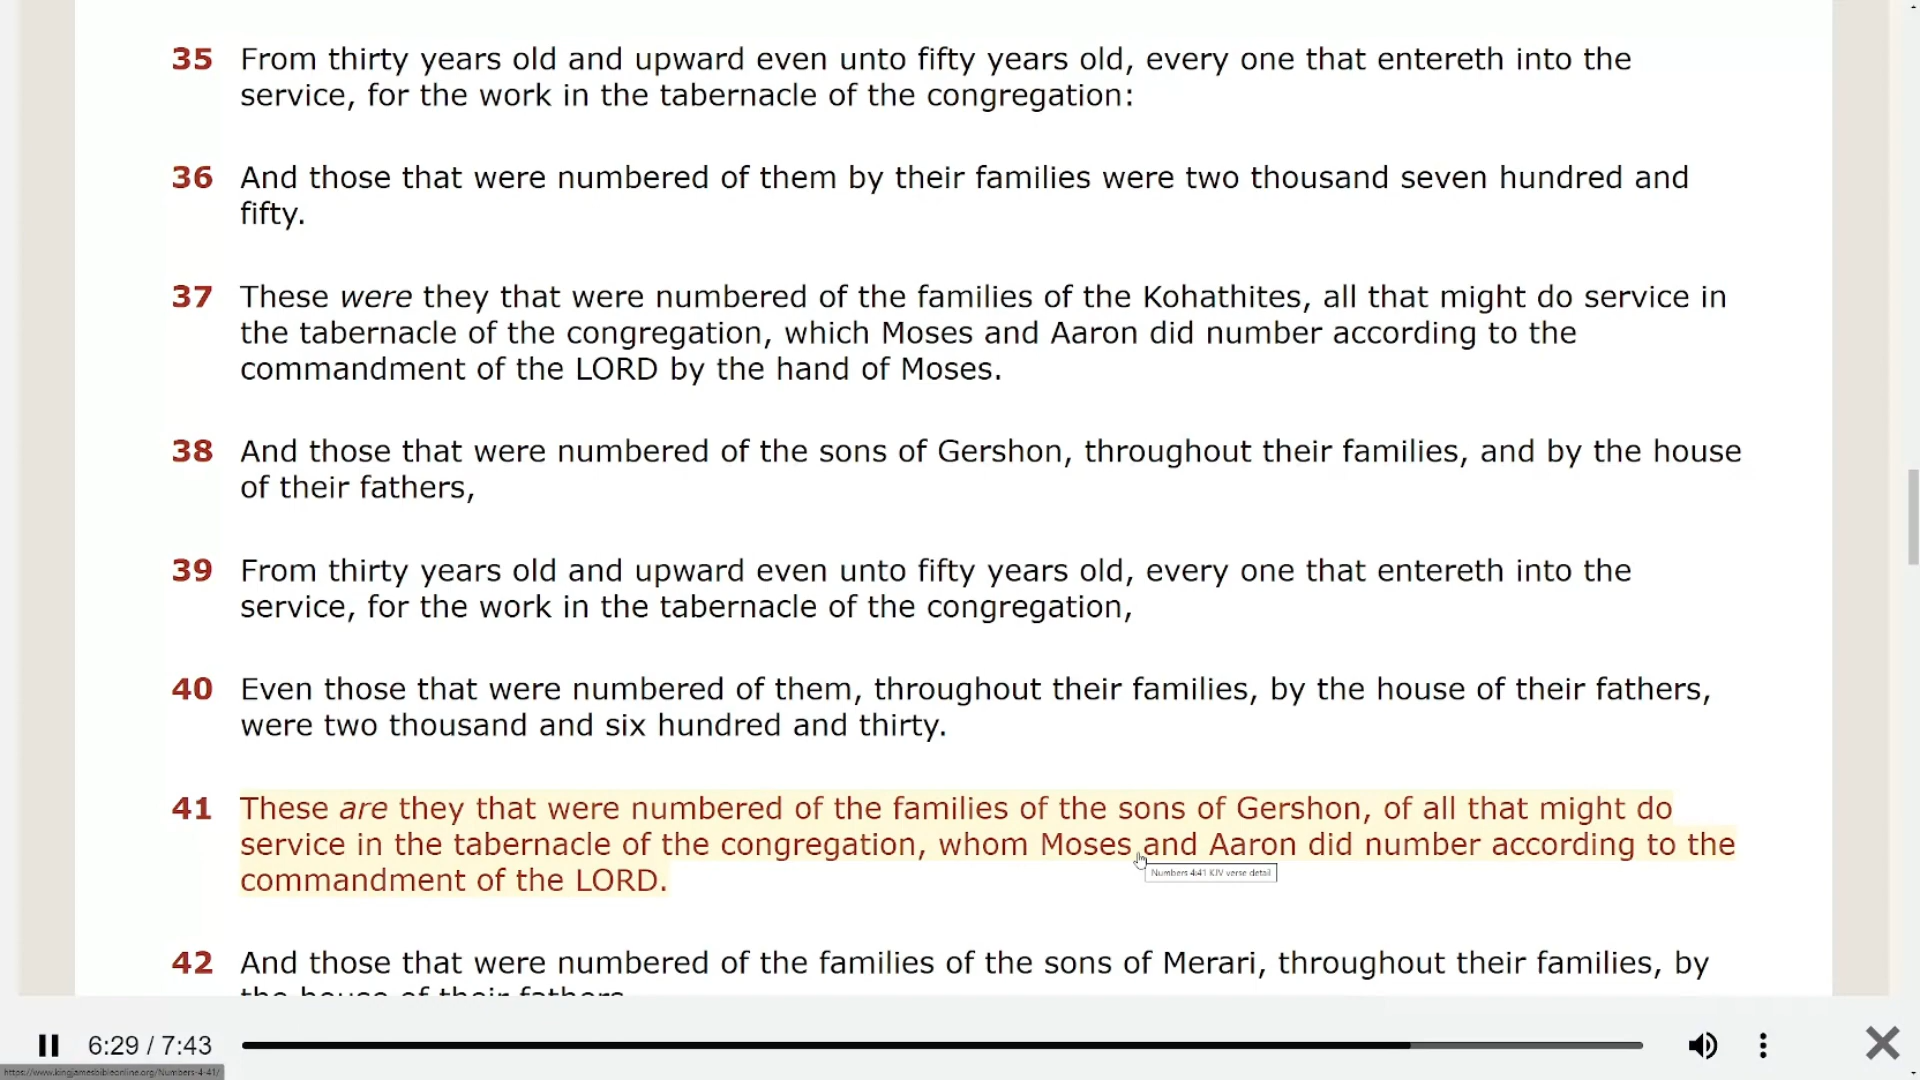 35 From thirty years old and upward even unto fifty years old, every one that entereth into the
service, for the work in the tabernacle of the congregation:
36 And those that were numbered of them by their families were two thousand seven hundred and
fifty.
37 These were they that were numbered of the families of the Kohathites, all that might do service in
the tabernacle of the congregation, which Moses and Aaron did number according to the
commandment of the LORD by the hand of Moses.
38 And those that were numbered of the sons of Gershon, throughout their families, and by the house
of their fathers,
39 From thirty years old and upward even unto fifty years old, every one that entereth into the
service, for the work in the tabernacle of the congregation,
40 Even those that were numbered of them, throughout their families, by the house of their fathers,
were two thousand and six hundred and thirty.
41 These are they that were numbered of the families of the sons of Gershon, of all that might do
service in the tabernacle of the congregation, whom Moses and Aaron did number according to the
commandment of the LORD.
Numbers 4:41 KJV verse detail
42 And those that were numbered of the families of the sons of Merari, throughout their families, by
the house of their fathers
6:29 / 7:43
https://www.kingjamesbibleonline.org/Numbers-4-41/